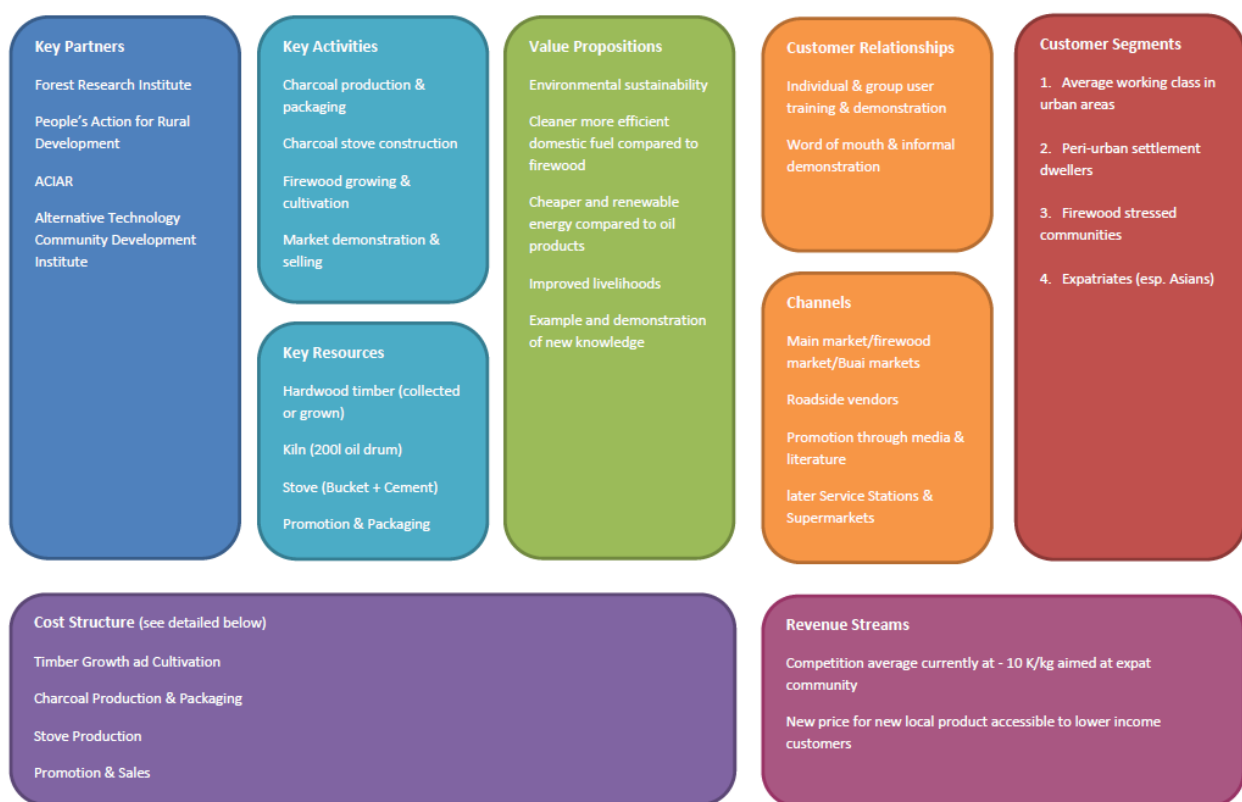 Key Partners
Forest Research Institute
People's Action for Rural
Development
ACIAR
Alternative Technology
Community Development
Institute
Key Activities
Charcoal production &
packaging
Charcoal stove construction
Firewood growing &
cultivation
Market demonstration &
selling
Key Resources
Hardwood timber (collected
or grown)
Kiln (200l oil drum)
Stove (Bucket + Cement)
Promotion & Packaging
Value Propositions
Environmental sustainability
Cleaner more efficient
domestic fuel compared to
firewood
Cheaper and renewable
energy compared to oil
products
Improved livelihoods
Example and demonstration
of new knowledge
Customer Relationships
Individual & group user
training & demonstration
Word of mouth & informal
demonstration
Channels
Main market/firewood
market/Buai markets
Roadside vendors
Promotion through media &
literature
later Service Stations &
Supermarkets
Customer Segments
1. Average working class in
urban areas
2. Peri-urban settlement
dwellers
3. Firewood stressed
communities
4. Expatriates (esp. Asians)
Cost Structure (see detailed below)
Timber Growth ad Cultivation
Charcoal Production & Packaging
Stove Production
Promotion & Sales
Revenue Streams
Competition average currently at - 10 K/kg aimed at expat
community
New price for new local product accessible to lower income
customers